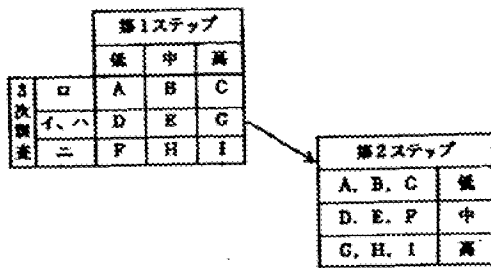 第1ステップ
低 中 高
3次調査
ロ A B C
イ、ハ D E G
ニ F H I
第2ステップ
A、B、C 低
D．E．F 中
G、H、I 高